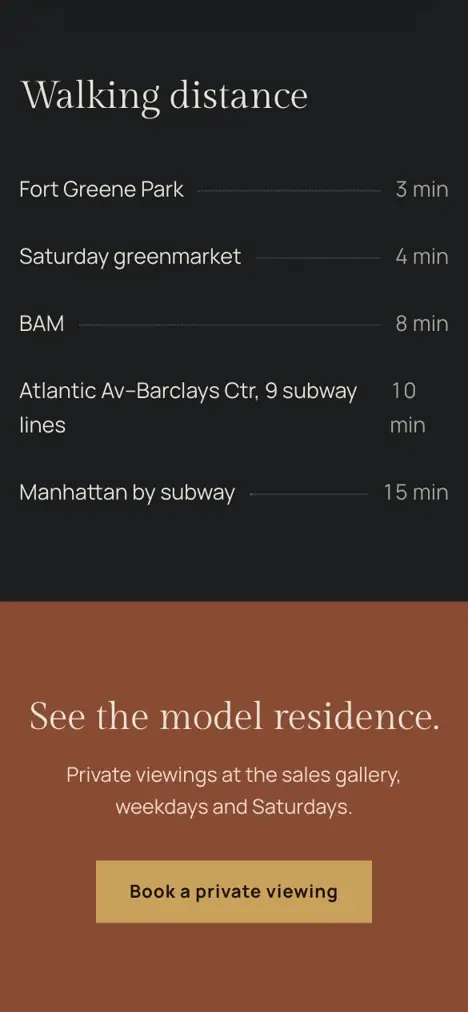 Walking distance
Fort Greene Park 3 min
Saturday greenmarket 4 min
BAM 8 min
Atlantic Av–Barclays Ctr, 9 subway 10
lines min
Manhattan by subway 15 min
See the model residence.
Private viewings at the sales gallery,
weekdays and Saturdays.
Book a private viewing